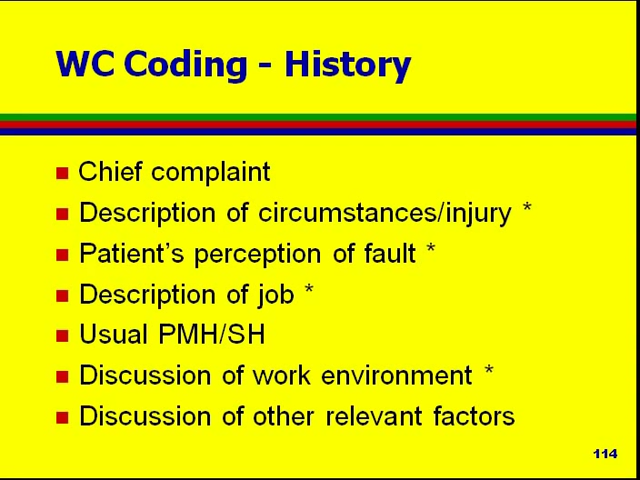 WC Coding - History
Chief complaint
Description of circumstances/injury *
Patient's perception of fault *
Description of job *
Usual PMH/SH
Discussion of work environment *
Discussion of other relevant factors
114